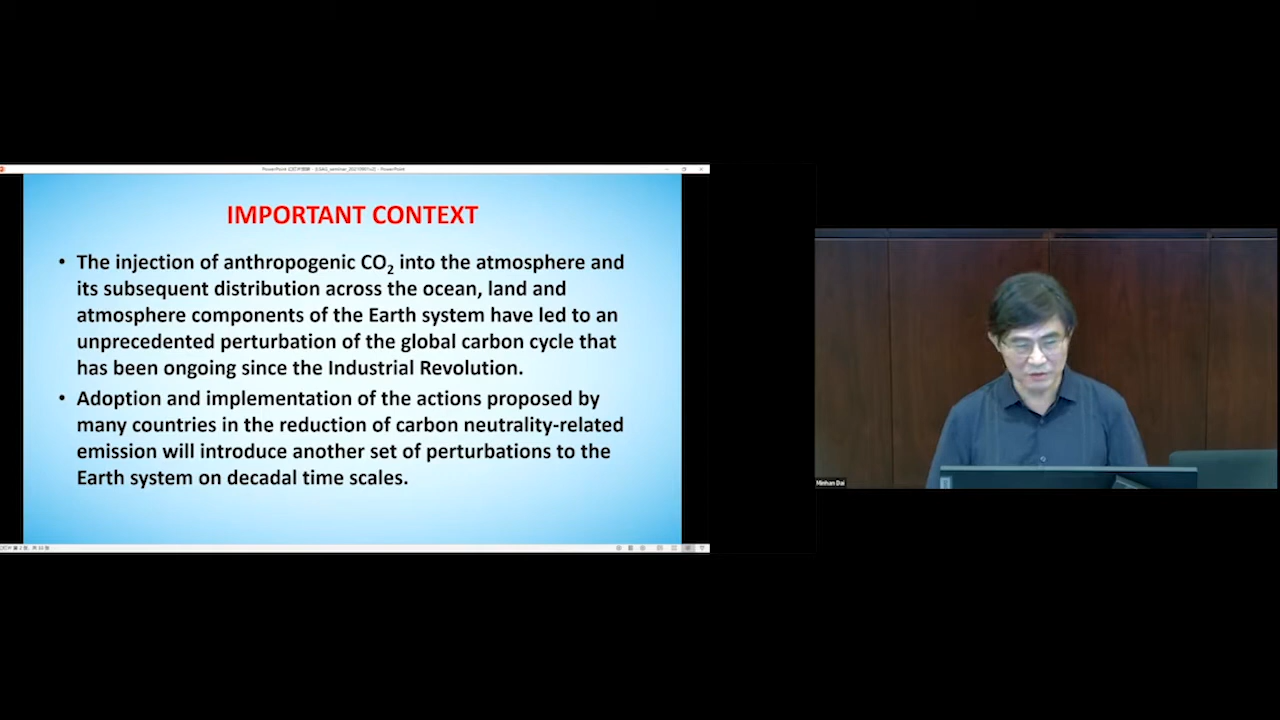 IMPORTANT CONTEXT
• The injection of anthropogenic CO2 into the atmosphere and
its subsequent distribution across the ocean, land and
atmosphere components of the Earth system have led to an
unprecedented perturbation of the global carbon cycle that
has been ongoing since the Industrial Revolution.
• Adoption and implementation of the actions proposed by
many countries in the reduction of carbon neutrality-related
emission will introduce another set of perturbations to the
Earth system on decadal time scales.
Minhan Dai